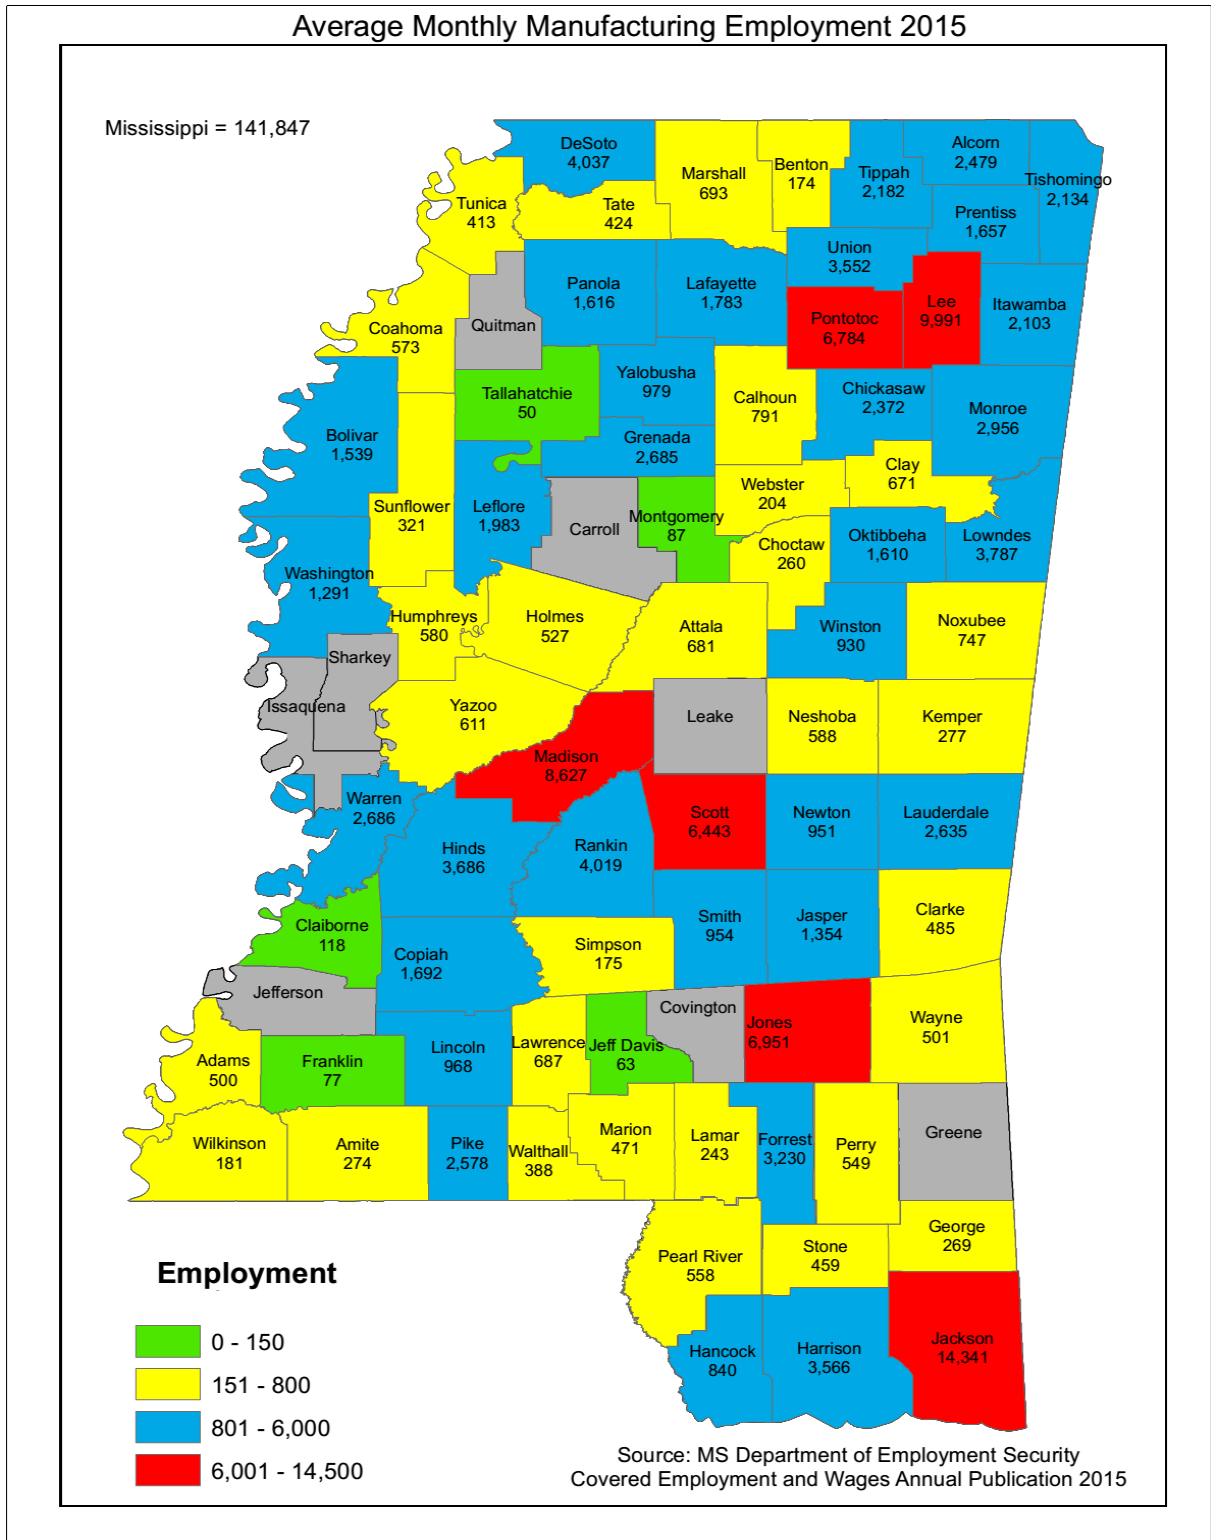 Average Monthly Manufacturing Employment 2015
Mississippi = 141,847
DeSoto
4,037
Marshall
693
Benton
174
Tippah
2,182
Alcorn
2,479
Tishomingo
2,134
Tunica
413
Tate
424
Prentiss
1,657
Union
3,552
Panola
1,616
Lafayette
1,783
Pontotoc
6,784
Lee
9,991
Itawamba
2,103
Quitman
Coahoma
573
Tallahatchie
50
Yalobusha
979
Calhoun
791
Chickasaw
2,372
Monroe
2,956
Bolivar
1,539
Grenada
2,685
Clay
671
Sunflower
321
Leflore
1,983
Carroll
Montgomery
87
Webster
204
Choctaw
260
Oktibbeha
1,610
Lowndes
3,787
Washington
1,291
Humphreys
580
Holmes
527
Attala
681
Winston
930
Noxubee
747
Sharkey
Issaquena
Yazoo
611
Leake
Neshoba
588
Kemper
277
Madison
8,627
Warren
2,686
Hinds
3,686
Rankin
4,019
Scott
6,443
Newton
951
Lauderdale
2,635
Claiborne
118
Copiah
1,692
Simpson
175
Smith
954
Jasper
1,354
Clarke
485
Jefferson
Covington
Jones
6,951
Wayne
501
Adams
500
Franklin
77
Lincoln
968
Lawrence
687
Jeff Davis
63
Wilkinson
181
Amite
274
Pike
2,578
Walthall
388
Marion
471
Lamar
243
Forrest
3,230
Perry
549
Greene
Pearl River
558
Stone
459
George
269
Hancock
840
Harrison
3,566
Jackson
14,341
Employment
0 - 150
151 - 800
801 - 6,000
6,001 - 14,500
Source: MS Department of Employment Security
Covered Employment and Wages Annual Publication 2015